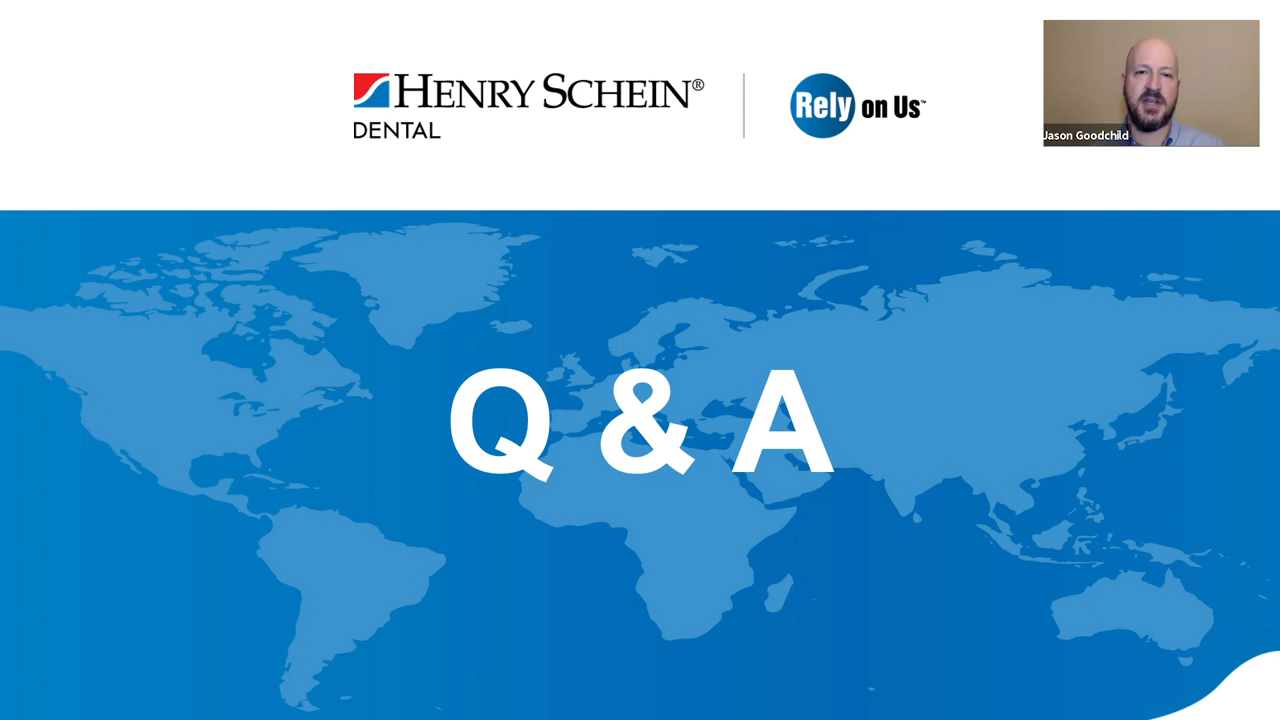 HENRY SCHEIN®
DENTAL
Rely on Us™
Jason Goodchild
Q & A